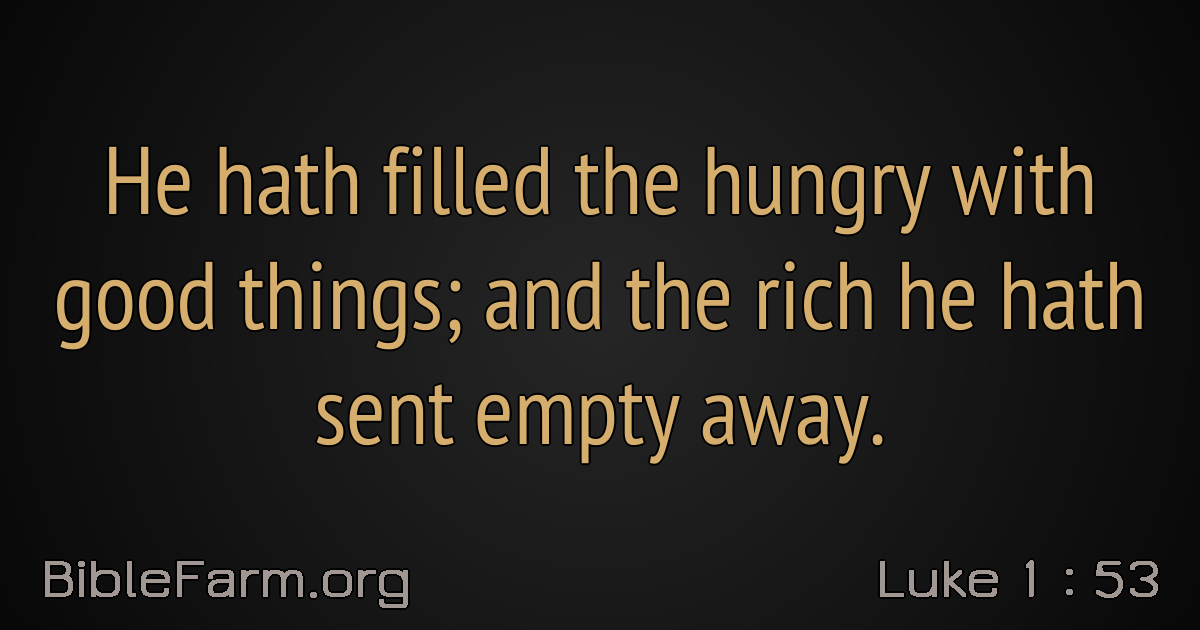 He hath filled the hungry with
good things; and the rich he hath
sent empty away.
BibleFarm.org
Luke 1 : 53